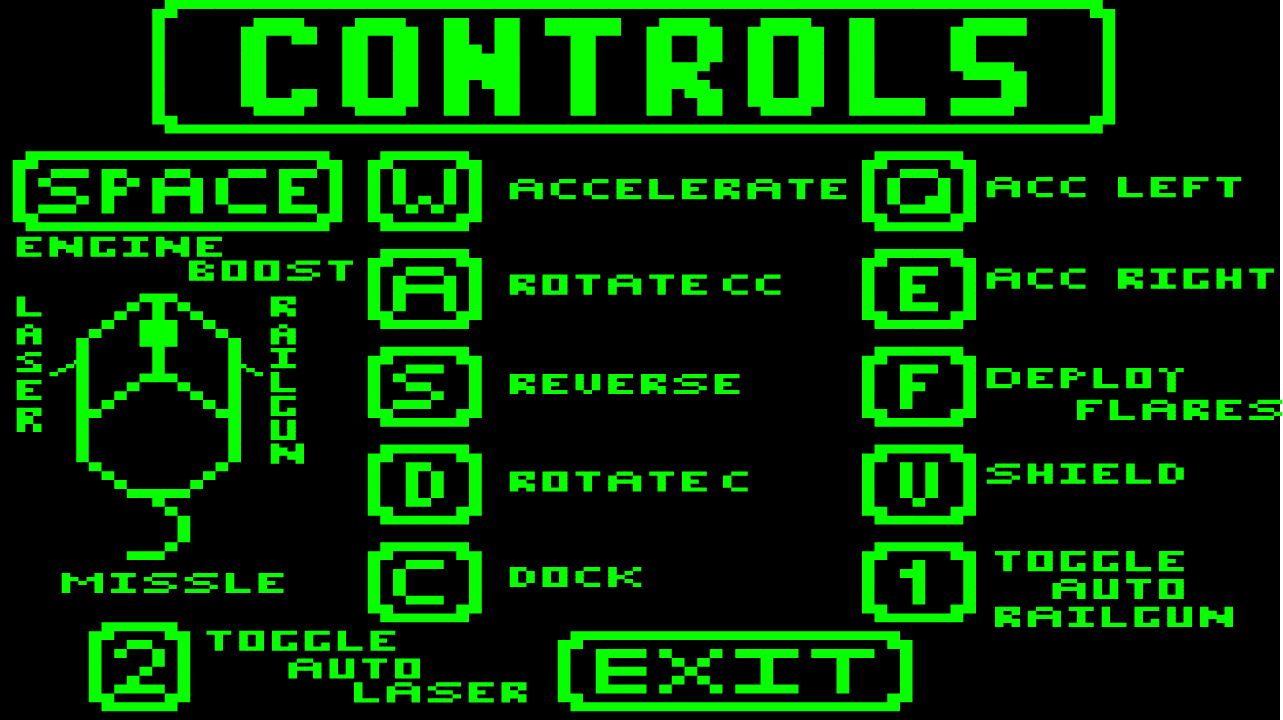 CONTROLS
SPACE
ENGINE
BOOST
LASER
RAILGUN
MISSLE
2
TOGGLE
AUTO
LASER
W ACCELERATE
A ROTATE CC
S REVERSE
D ROTATE C
C DOCK
Q ACC LEFT
E ACC RIGHT
F DEPLOY
FLARES
V SHIELD
1 TOGGLE
AUTO
RAILGUN
EXIT